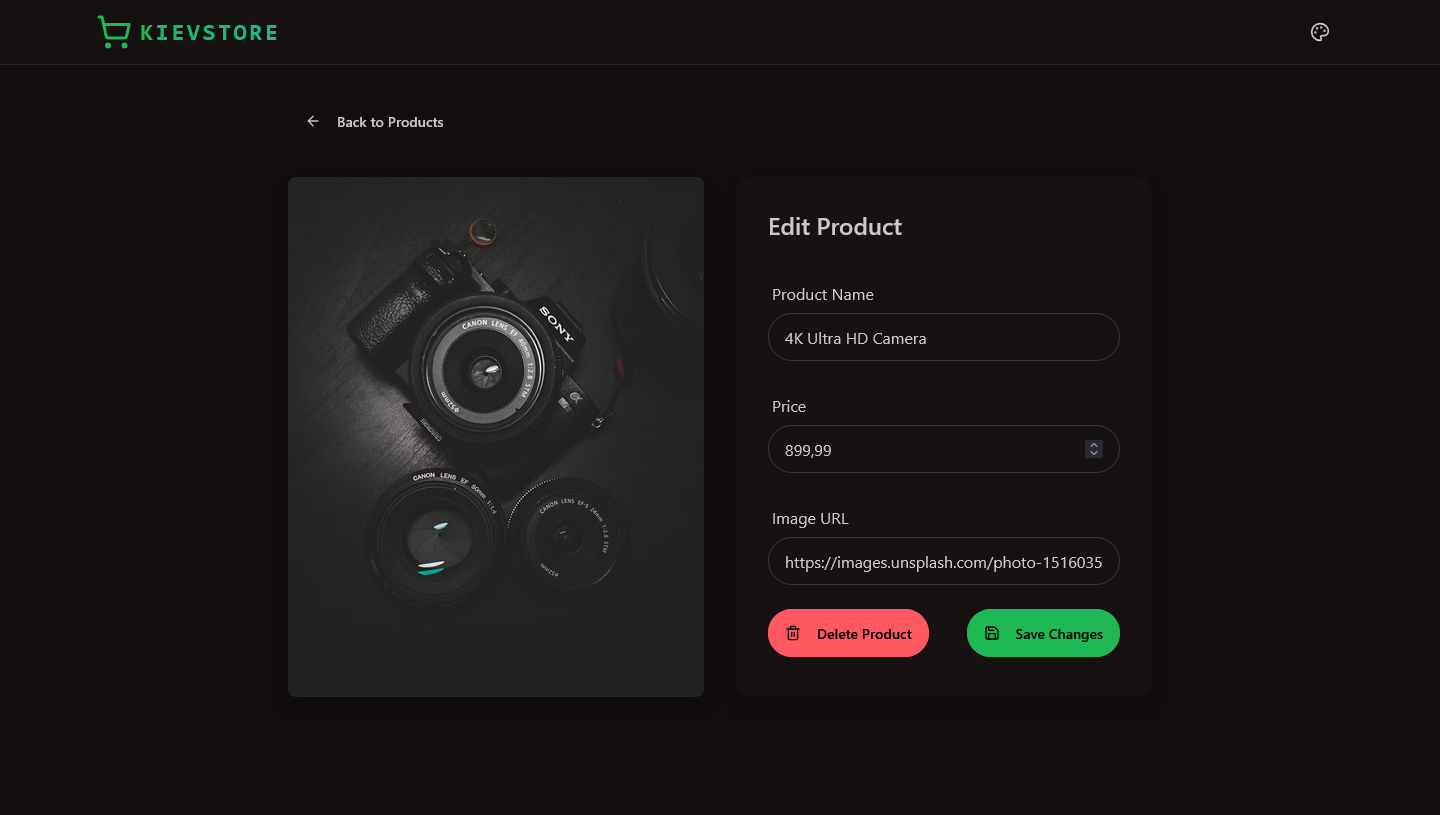 KIEVSTORE
Back to Products
SONY
CANON LENS EF 40mm 1:2.8 STM
Φ52mm
CANON LENS EF 50mm 1:1.4
CANON LENS EF-S 24mm 1:2.8 STM
Φ52mm
Edit Product
Product Name
4K Ultra HD Camera
Price
899,99
Image URL
https://images.unsplash.com/photo-1516035
Delete Product
Save Changes